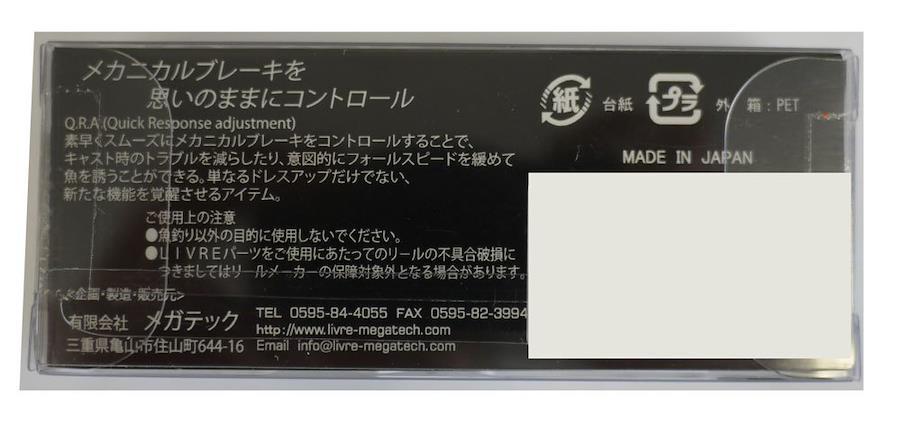 メカニカルブレーキを
思いのままにコントロール
Q.R.A.(Quick Response adjustment)
素早くスムーズにメカニカルブレーキをコントロールすることで、
キャスト時のトラブルを減らしたり、意図的にフォールスピードを緩めて
魚を誘うことができる。単なるドレスアップだけでない、
新たな機能を覚醒させるアイテム。
ご使用上の注意
●魚釣り以外の目的に使用しないでください。
●LIVREパーツをご使用にあたってのリールの不具合破損に
つきましてはリールメーカーの保障対象外となる場合があります。
<企画・製造・販売元>
有限会社 メガテック
三重県亀山市住山町644-16
TEL 0595-84-4055 FAX 0595-82-3994
http://www.livre-megatech.com
Email info@livre-megatech.com
紙 台紙 プラ 外 箱:PET
MADE IN JAPAN